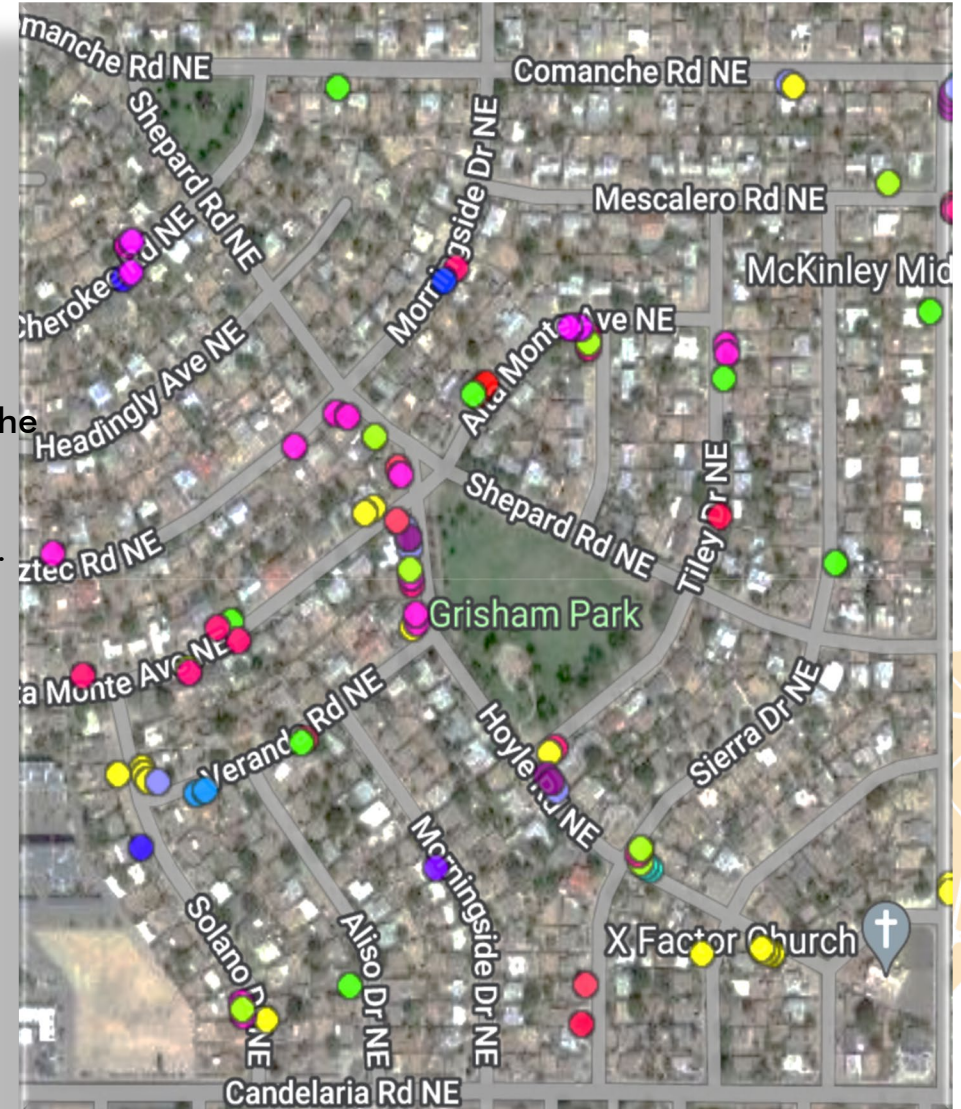 manche Rd NE
Comanche Rd NE
Shepard Rd NE
Morningside Dr NE
Mescalero Rd NE
Cherokee Rd NE
McKinley Mid
Alta Monte Ave NE
Headingly Ave NE
he
Shepard Rd NE
Tiley Dr NE
ztec Rd NE
Grisham Park
ta Monte Ave NE
Veranda Rd NE
Hoyle Rd NE
Sierra Dr NE
Morningside Dr NE
Solano Dr NE
Aliso Dr NE
X Factor Church
Candelaria Rd NE